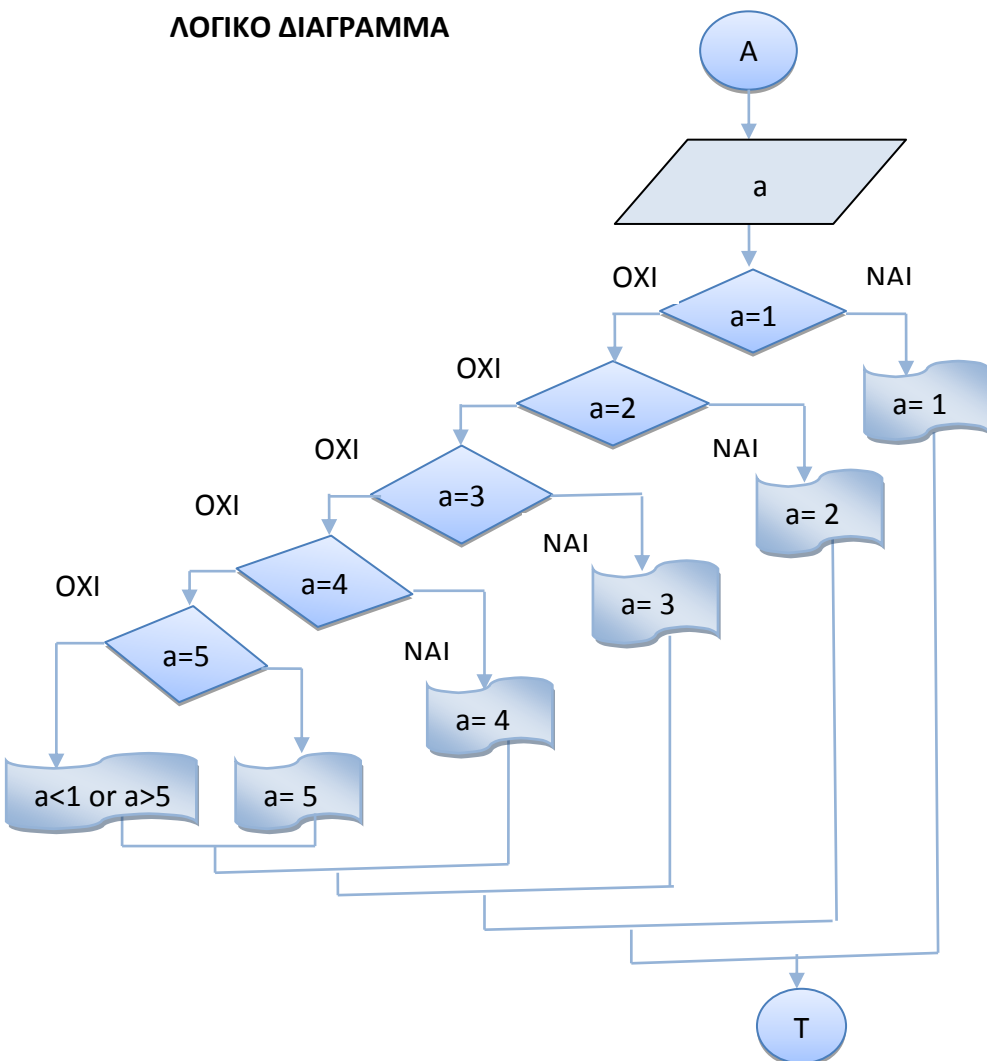 ΛΟΓΙΚΟ ΔΙΑΓΡΑΜΜΑ
Α
a
ΟΧΙ
ΝΑΙ
a=1
ΟΧΙ
a=2
a= 1
ΟΧΙ
ΝΑΙ
a=3
a= 2
ΟΧΙ
ΝΑΙ
a=4
a= 3
ΟΧΙ
ΝΑΙ
a=5
a= 4
a<1 or a>5
a= 5
Τ